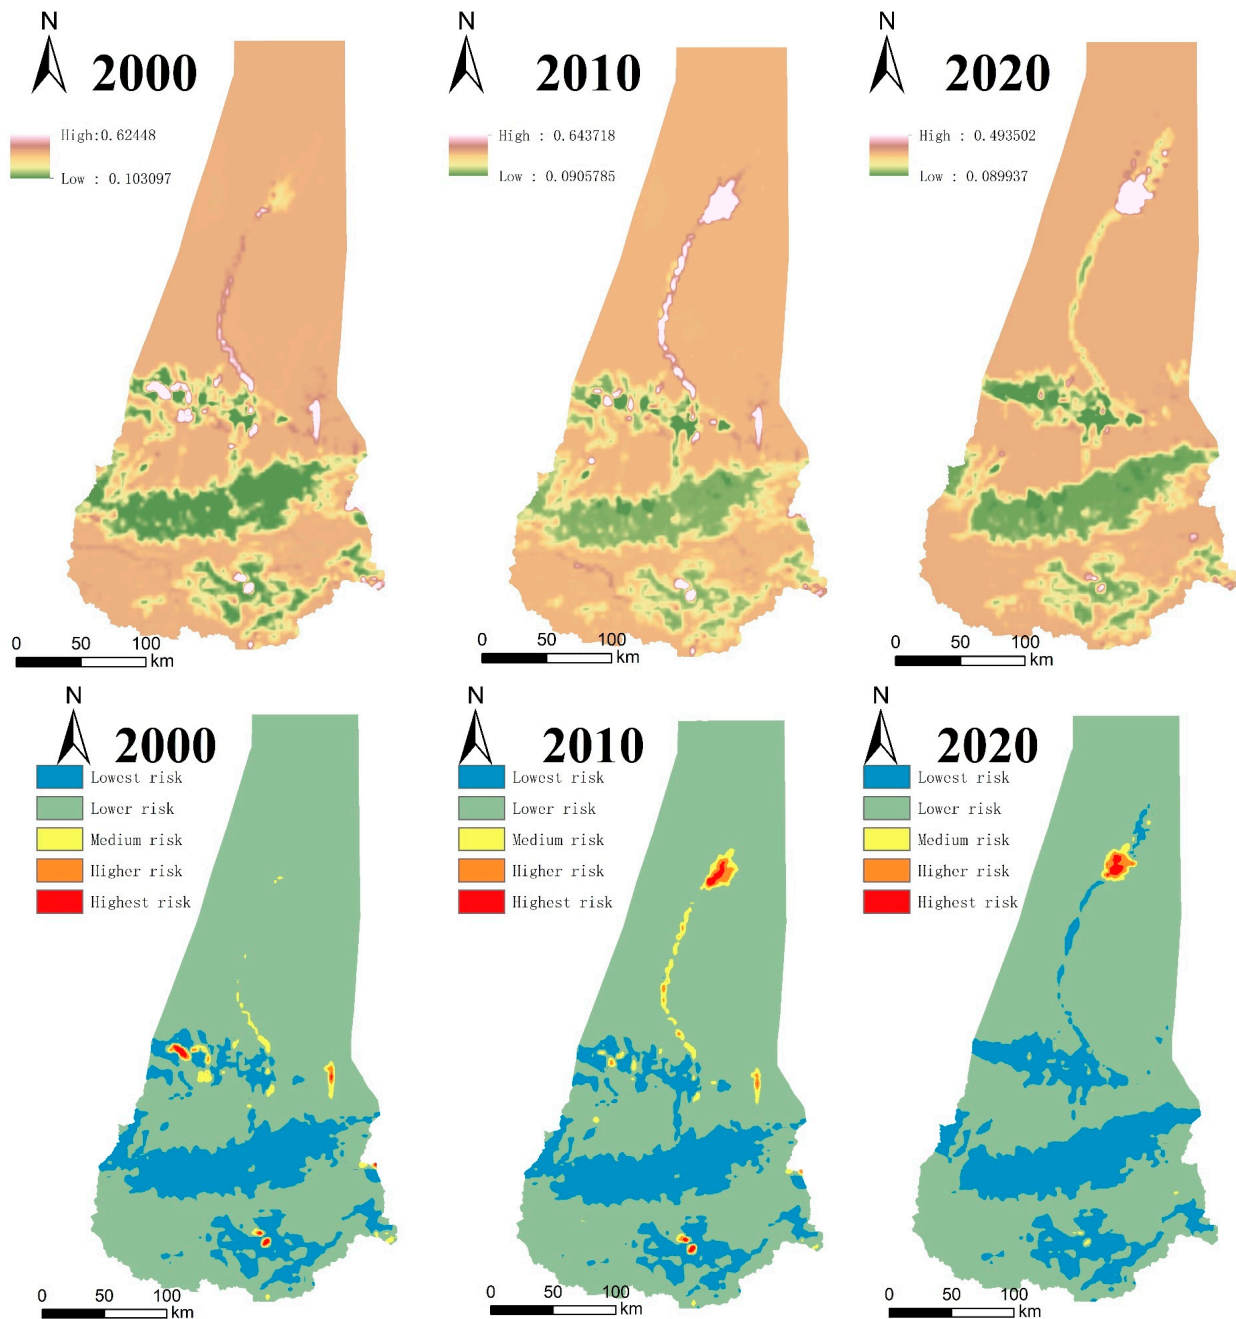 N
2000
High:0.62448
Low : 0.103097
0 50 100
km
N
2010
High : 0.643718
Low : 0.0905785
0 50 100
km
N
2020
High : 0.493502
Low : 0.089937
0 50 100
km
N
2000
Lowest risk
Lower risk
Medium risk
Higher risk
Highest risk
0 50 100
km
N
2010
Lowest risk
Lower risk
Medium risk
Higher risk
Highest risk
0 50 100
km
N
2020
Lowest risk
Lower risk
Medium risk
Higher risk
Highest risk
0 50 100
km